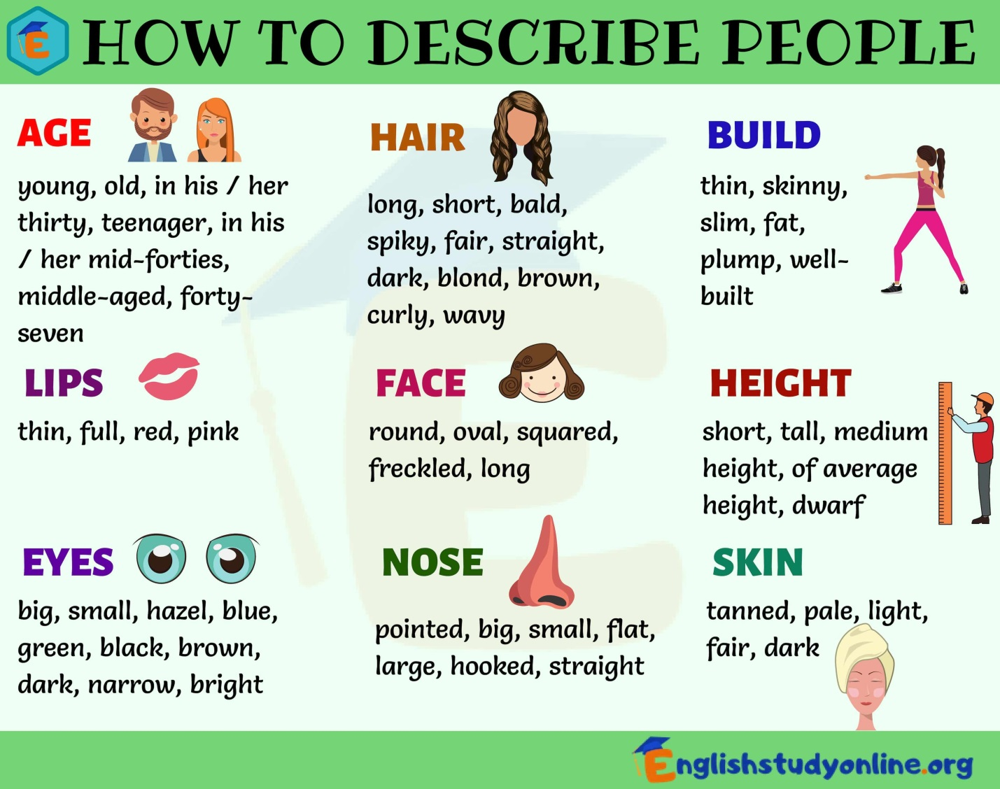 HOW TO DESCRIBE PEOPLE
AGE
young, old, in his / her
thirty, teenager, in his
/ her mid-forties,
middle-aged, forty-
seven
HAIR
long, short, bald,
spiky, fair, straight,
dark, blond, brown,
curly, wavy
BUILD
thin, skinny,
slim, fat,
plump, well-
built
LIPS
thin, full, red, pink
FACE
round, oval, squared,
freckled, long
HEIGHT
short, tall, medium
height, of average
height, dwarf
EYES
big, small, hazel, blue,
green, black, brown,
dark, narrow, bright
NOSE
pointed, big, small, flat,
large, hooked, straight
SKIN
tanned, pale, light,
fair, dark
Englishstudyonline.org